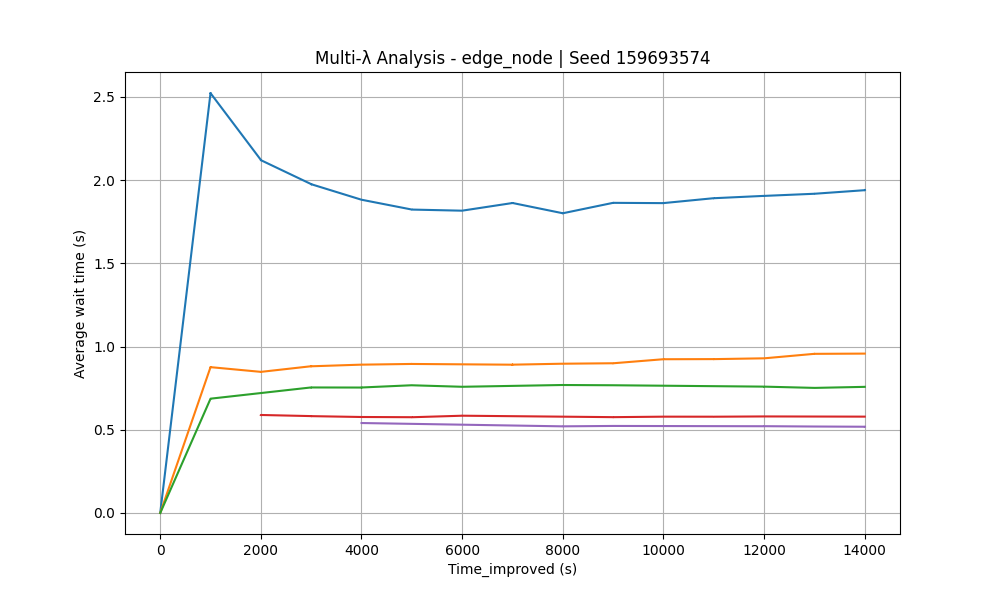 Multi-λ Analysis - edge_node | Seed 159693574
2.5
2.0
1.5
1.0
0.5
0.0
Average wait time (s)
0 2000 4000 6000 8000 10000 12000 14000
Time_improved (s)